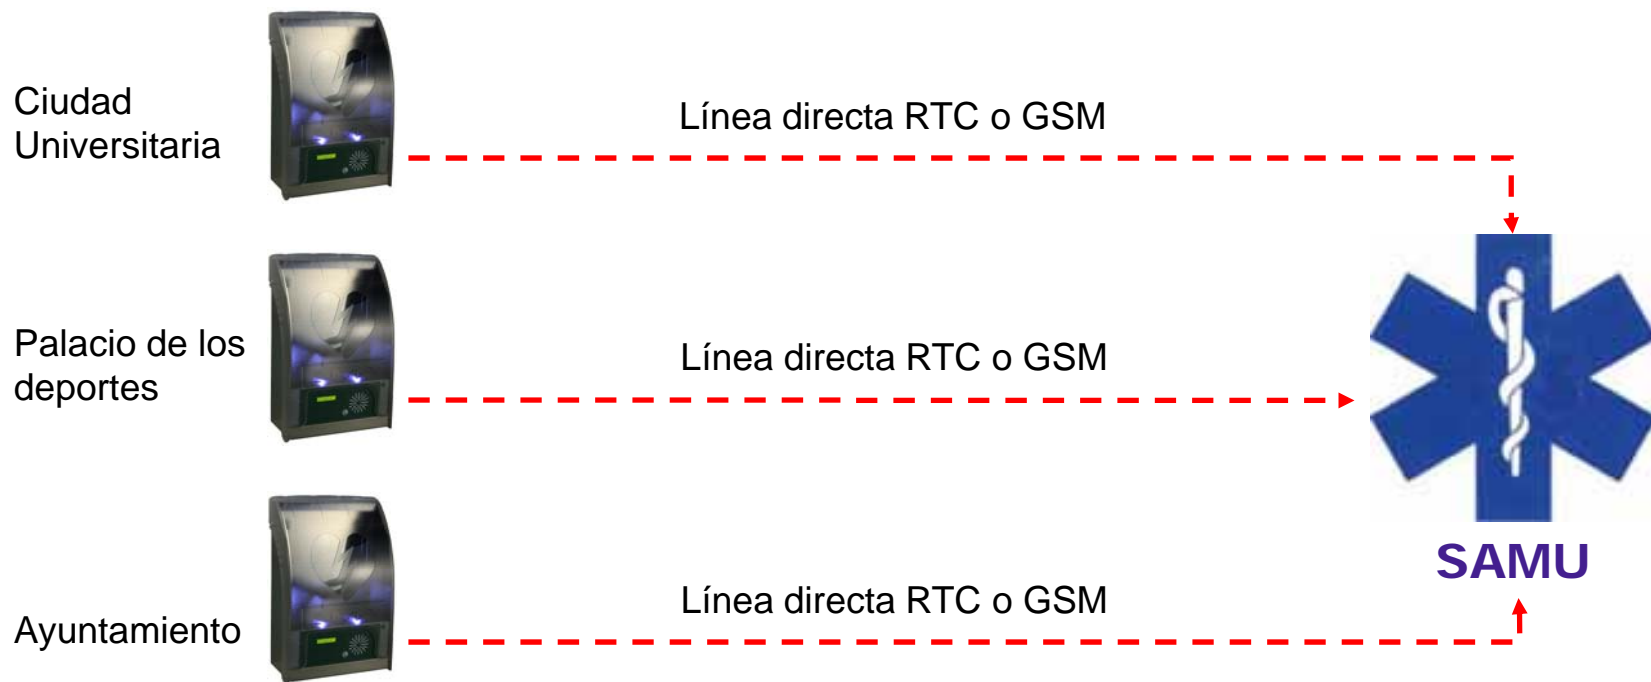 Ciudad
Universitaria
Línea directa RTC o GSM
Palacio de los
deportes
Línea directa RTC o GSM
SAMU
Ayuntamiento
Línea directa RTC o GSM